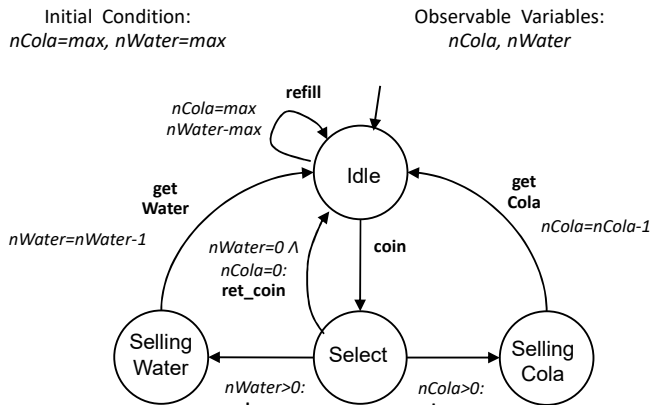 Initial Condition:
nCola=max, nWater=max
Observable Variables:
nCola, nWater
refill
nCola=max
nWater-max
Idle
get
Water
nWater=nWater-1
get
Cola
nCola=nCola-1
nWater=0 ∧
nCola=0:
ret_coin
coin
Selling
Water
Select
Selling
Cola
nWater>0:
nCola>0: